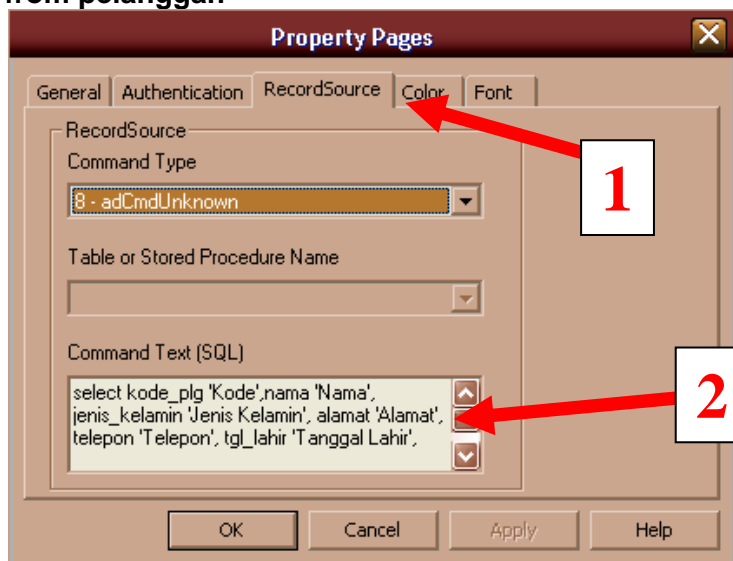 from pelanggan
Property Pages
General Authentication RecordSource Color Font
RecordSource
Command Type
1
8 - adCmdUnknown
Table or Stored Procedure Name
Command Text (SQL)
2
select kode_plg 'Kode',nama 'Nama',
jenis_kelamin 'Jenis Kelamin', alamat 'Alamat',
telepon 'Telepon', tgl_lahir 'Tanggal Lahir',
OK Cancel Apply Help